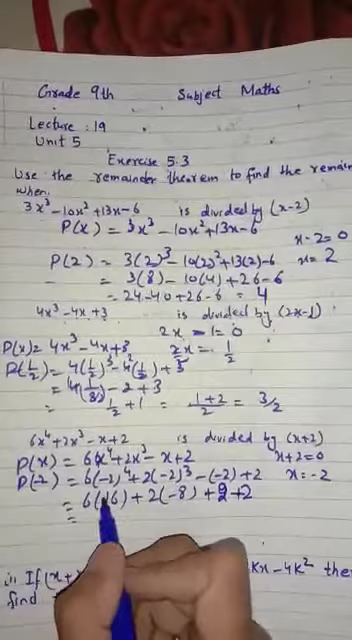 Grade 9th Subject Maths
Lecture : 19
Unit 5
Exercise 5.3
Use the remainder theorem to find the remain
when.
3x³-10x²+13x-6 is divided by (x-2)
P(x) = 3x³-10x²+13x-6
x-2=0
P(2) = 3(2)³-10(2)²+13(2)-6 x=2
= 3(8)-10(4)+26-6
= 24-40+26-6 = 4
4x³-4x+3 is divided by (2x-1)
2x-1=0
P(x)= 4x³-4x+3 2x= 1/2
P(1/2) = 4(1/2)³-4(1/2)+3
= 4(1/8)-2+3
= 1/2+1 = 1+2/2 = 3/2
6x⁴+2x³-x+2 is divided by (x+2)
P(x) = 6x⁴+2x³-x+2 x+2=0
P(-2) = 6(-2)⁴+2(-2)³-(-2)+2 x=-2
= 6(16)+2(-8)+2+2
=
If (x+ Kx-4K² the
find